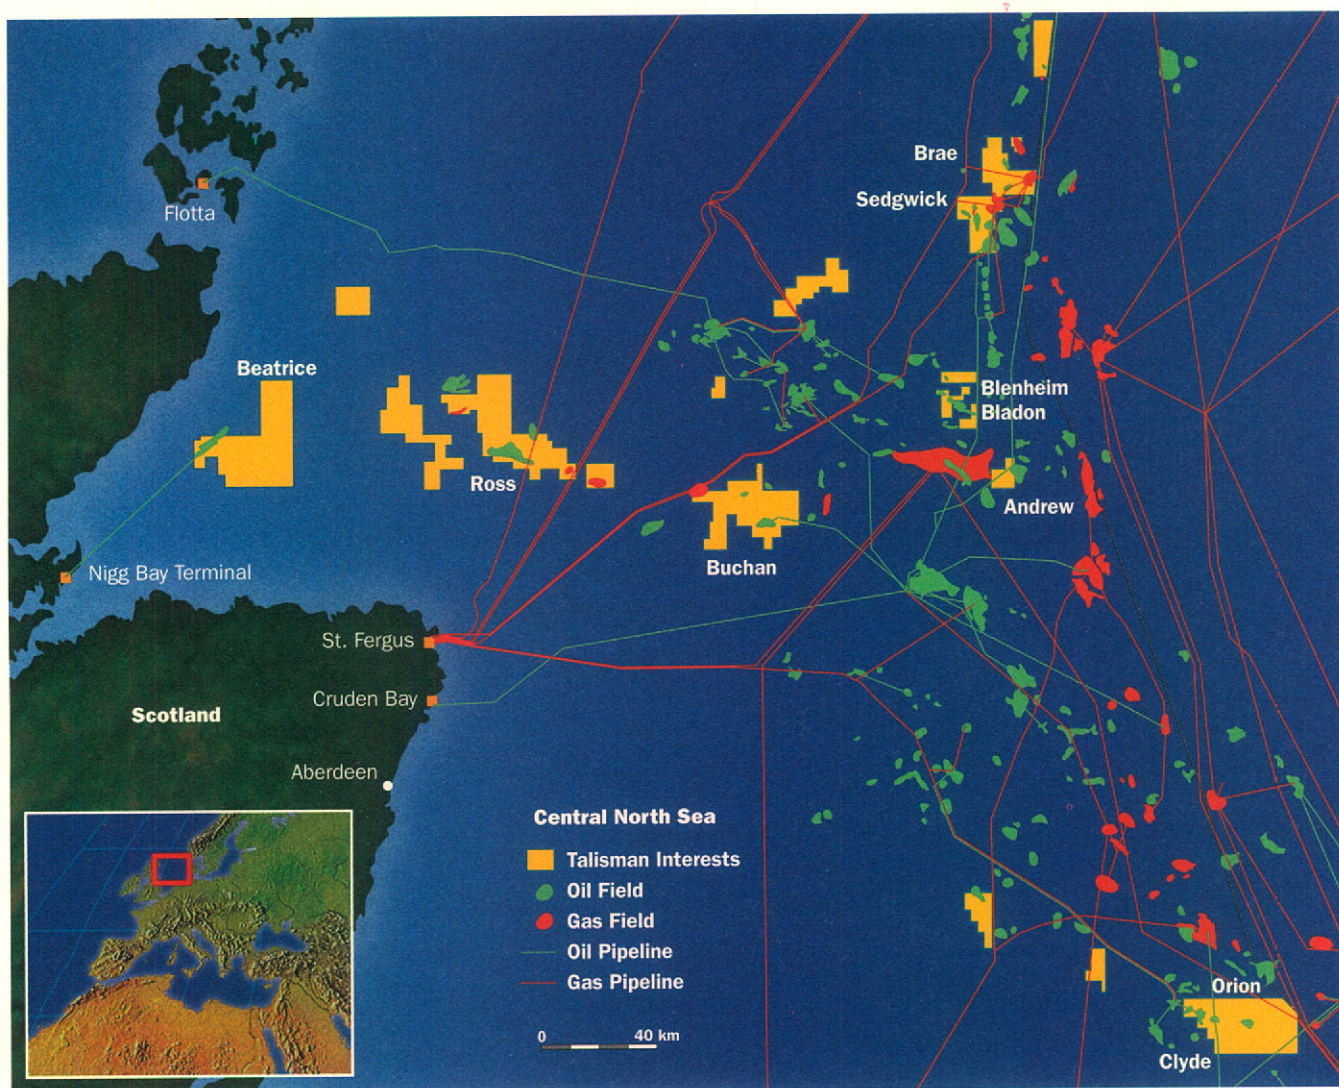 Brae
Sedgwick
Flotta
Beatrice
Blenheim
Bladon
Ross
Andrew
Buchan
Nigg Bay Terminal
St. Fergus
Cruden Bay
Scotland
Aberdeen
Central North Sea
Talisman Interests
Oil Field
Gas Field
Oil Pipeline
Gas Pipeline
0 40 km
Orion
Clyde